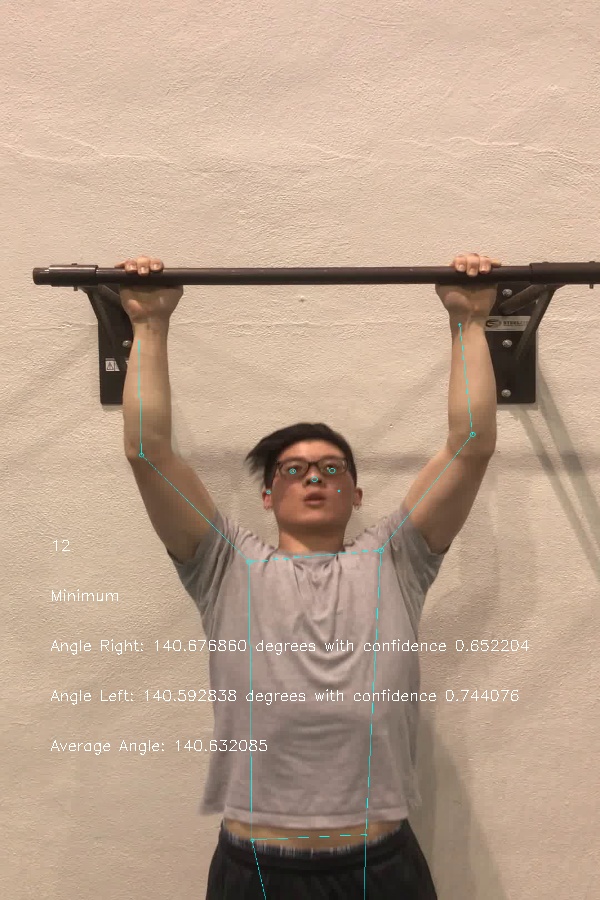 12
Minimum
Angle Right: 140.676860 degrees with confidence 0.652204
Angle Left: 140.592838 degrees with confidence 0.744076
Average Angle: 140.632085